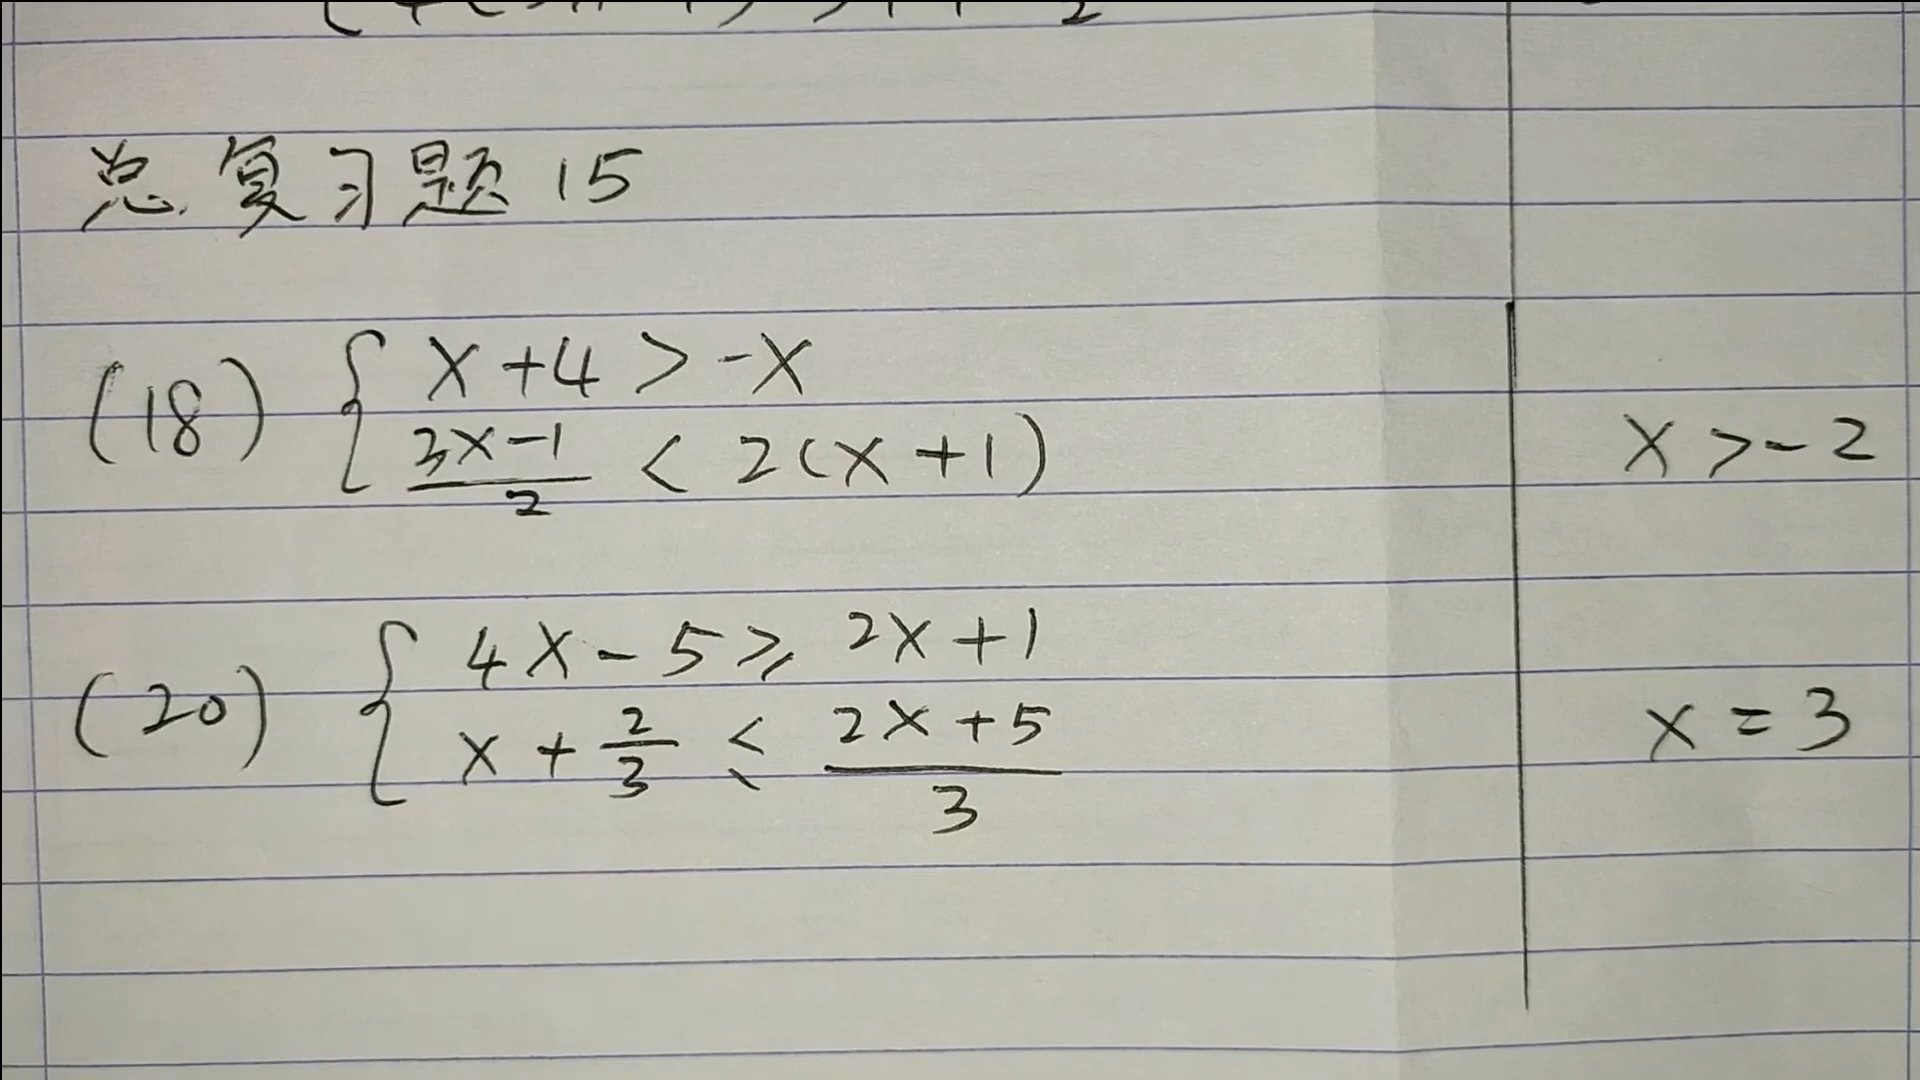 总复习题 15
(18) { x + 4 > -x
(3x - 1)/2 < 2(x + 1)
x > -2
(20) { 4x - 5 ≥ 2x + 1
x + 2/3 ≤ (2x + 5)/3
x = 3